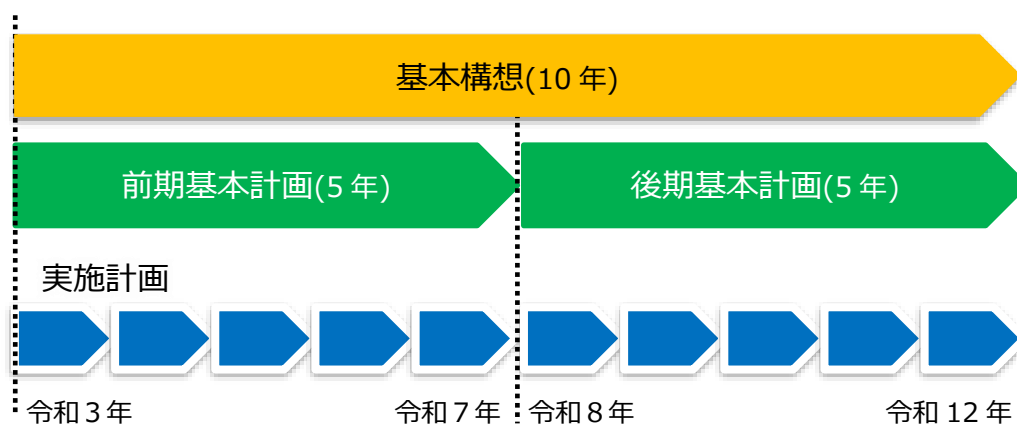 基本構想(10 年)
前期基本計画(5 年)
後期基本計画(5 年)
実施計画
令和３年
令和７年
令和８年
令和 12 年